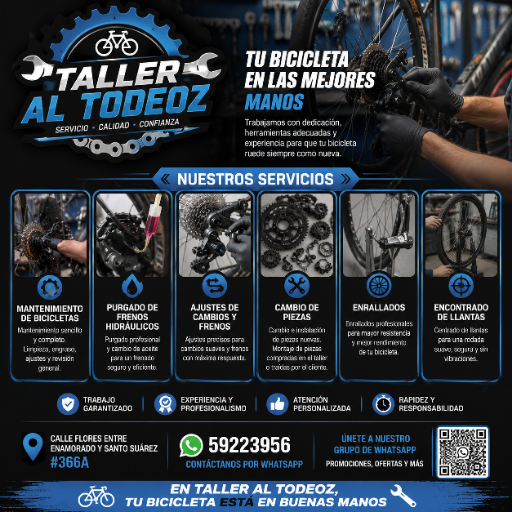 TALLER
AL TODEOZ
SERVICIO - CALIDAD - CONFIANZA
TU BICICLETA
EN LAS MEJORES
MANOS
Trabajamos con dedicación,
herramientas adecuadas y
experiencia para que tu bicicleta
ruede siempre como nueva.
NUESTROS SERVICIOS
MANTENIMIENTO
DE BICICLETAS
Mantenimiento sencillo
y completo.
Limpieza, engrase,
ajustes y revisión
general.
PURGADO DE
FRENOS
HIDRÁULICOS
Purgado profesional
y cambio de aceite
para un frenado
seguro y eficiente.
AJUSTES DE
CAMBIOS Y
FRENOS
Ajustes precisos para
cambios suaves y frenos
con máxima respuesta.
CAMBIO DE
PIEZAS
Cambio e instalación
de piezas nuevas.
Montaje de piezas
compradas en el taller
o traídas por el cliente.
ENRALLADOS
Enrallados profesionales
para mayor resistencia
y mejor rendimiento
de tu bicicleta.
ENCONTRADO
DE LLANTAS
Centrado de llantas
para una rodada
suave, segura y sin
vibraciones.
TRABAJO
GARANTIZADO
EXPERIENCIA Y
PROFESIONALISMO
ATENCIÓN
PERSONALIZADA
RAPIDEZ Y
RESPONSABILIDAD
CALLE FLORES ENTRE
ENAMORADO Y SANTO SUÁREZ
#366A
59223956
CONTÁCTANOS POR WHATSAPP
ÚNETE A NUESTRO
GRUPO DE WHATSAPP
PROMOCIONES, OFERTAS Y MÁS
EN TALLER AL TODEOZ,
TU BICICLETA ESTÁ EN BUENAS MANOS